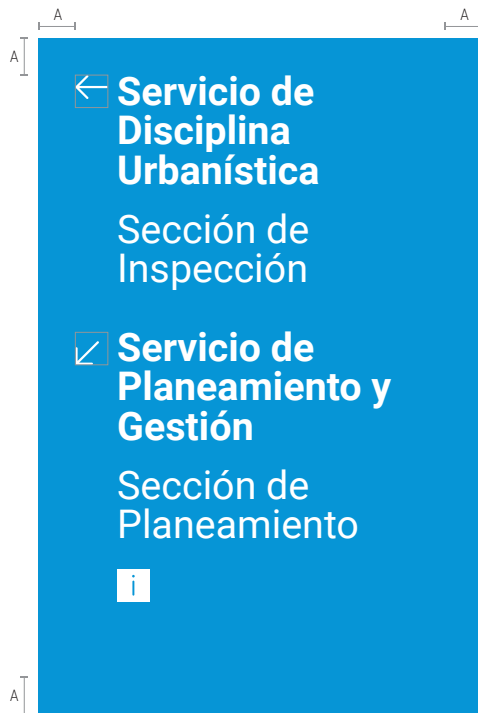 A A
A
Servicio de
Disciplina
Urbanística
Sección de
Inspección
Servicio de
Planeamiento y
Gestión
Sección de
Planeamiento
i
A